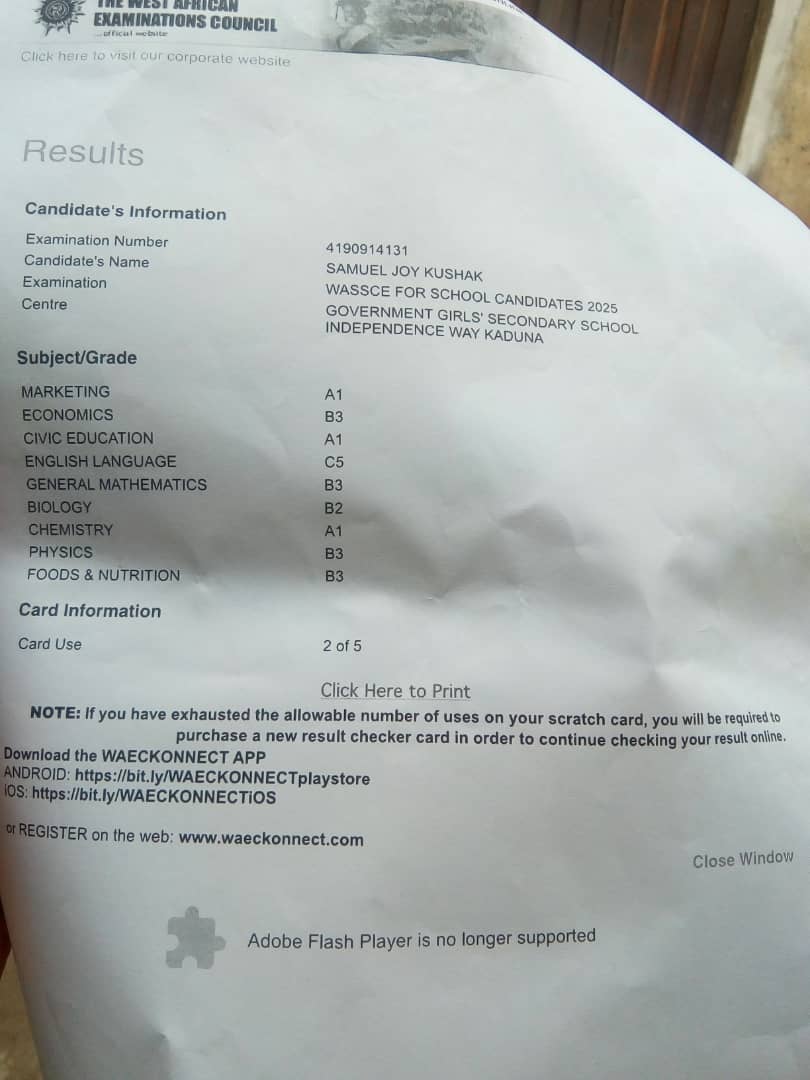 THE WEST AFRICAN
EXAMINATIONS COUNCIL
...official website
Click here to visit our corporate website
Results
Candidate's Information
Examination Number 4190914131
Candidate's Name SAMUEL JOY KUSHAK
Examination WASSCE FOR SCHOOL CANDIDATES 2025
Centre GOVERNMENT GIRLS' SECONDARY SCHOOL
INDEPENDENCE WAY KADUNA
Subject/Grade
MARKETING A1
ECONOMICS B3
CIVIC EDUCATION A1
ENGLISH LANGUAGE C5
GENERAL MATHEMATICS B3
BIOLOGY B2
CHEMISTRY A1
PHYSICS B3
FOODS & NUTRITION B3
Card Information
Card Use 2 of 5
Click Here to Print
NOTE: If you have exhausted the allowable number of uses on your scratch card, you will be required to
purchase a new result checker card in order to continue checking your result online.
Download the WAECKONNECT APP
ANDROID: https://bit.ly/WAECKONNECTplaystore
iOS: https://bit.ly/WAECKONNECTiOS
or REGISTER on the web: www.waeckonnect.com
Close Window
Adobe Flash Player is no longer supported